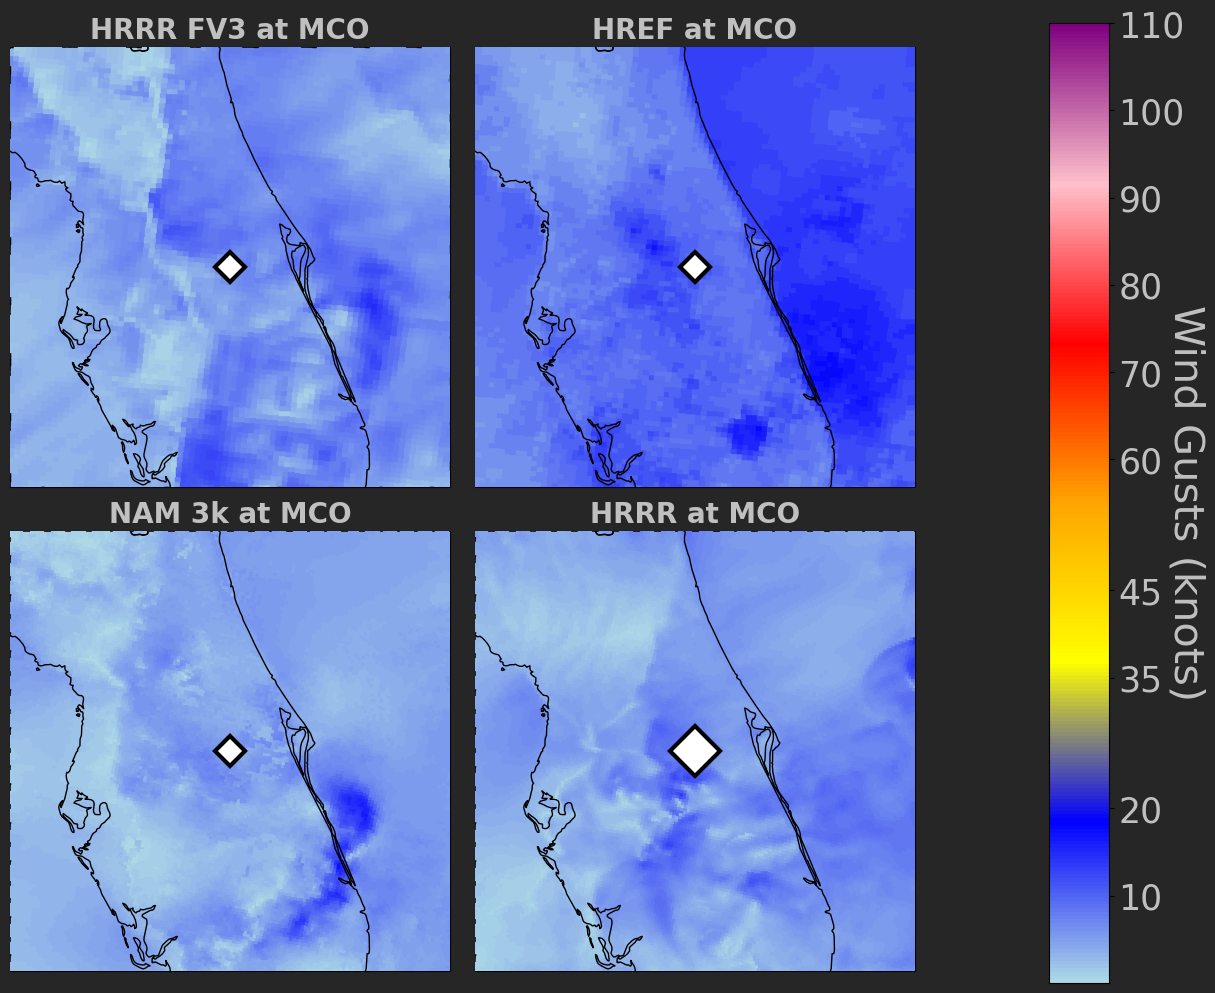 HRRR FV3 at MCO
HREF at MCO
NAM 3k at MCO
HRRR at MCO
110
100
90
80
70
60
45
35
20
10
Wind Gusts (knots)